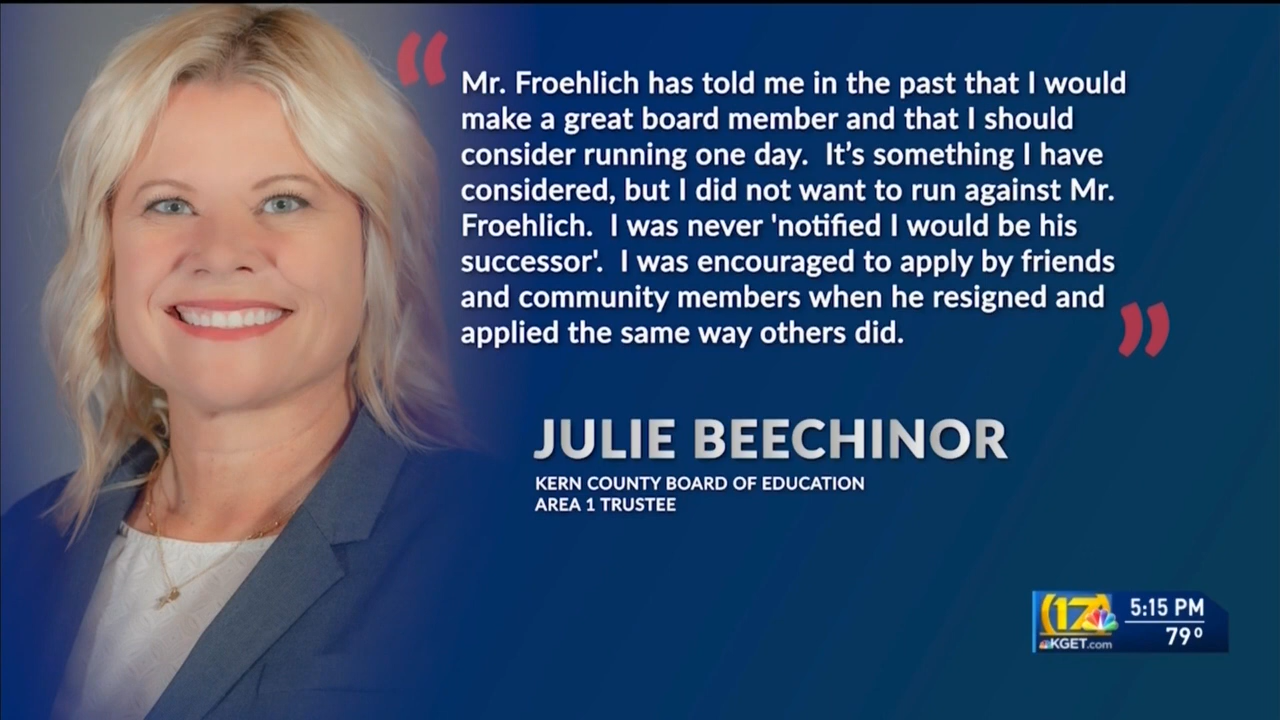 “
Mr. Froehlich has told me in the past that I would
make a great board member and that I should
consider running one day.  It’s something I have
considered, but I did not want to run against Mr.
Froehlich.  I was never 'notified I would be his
successor'.  I was encouraged to apply by friends
and community members when he resigned and
applied the same way others did.
”
JULIE BEECHINOR
KERN COUNTY BOARD OF EDUCATION
AREA 1 TRUSTEE
17
KGET.com
5:15 PM
79°